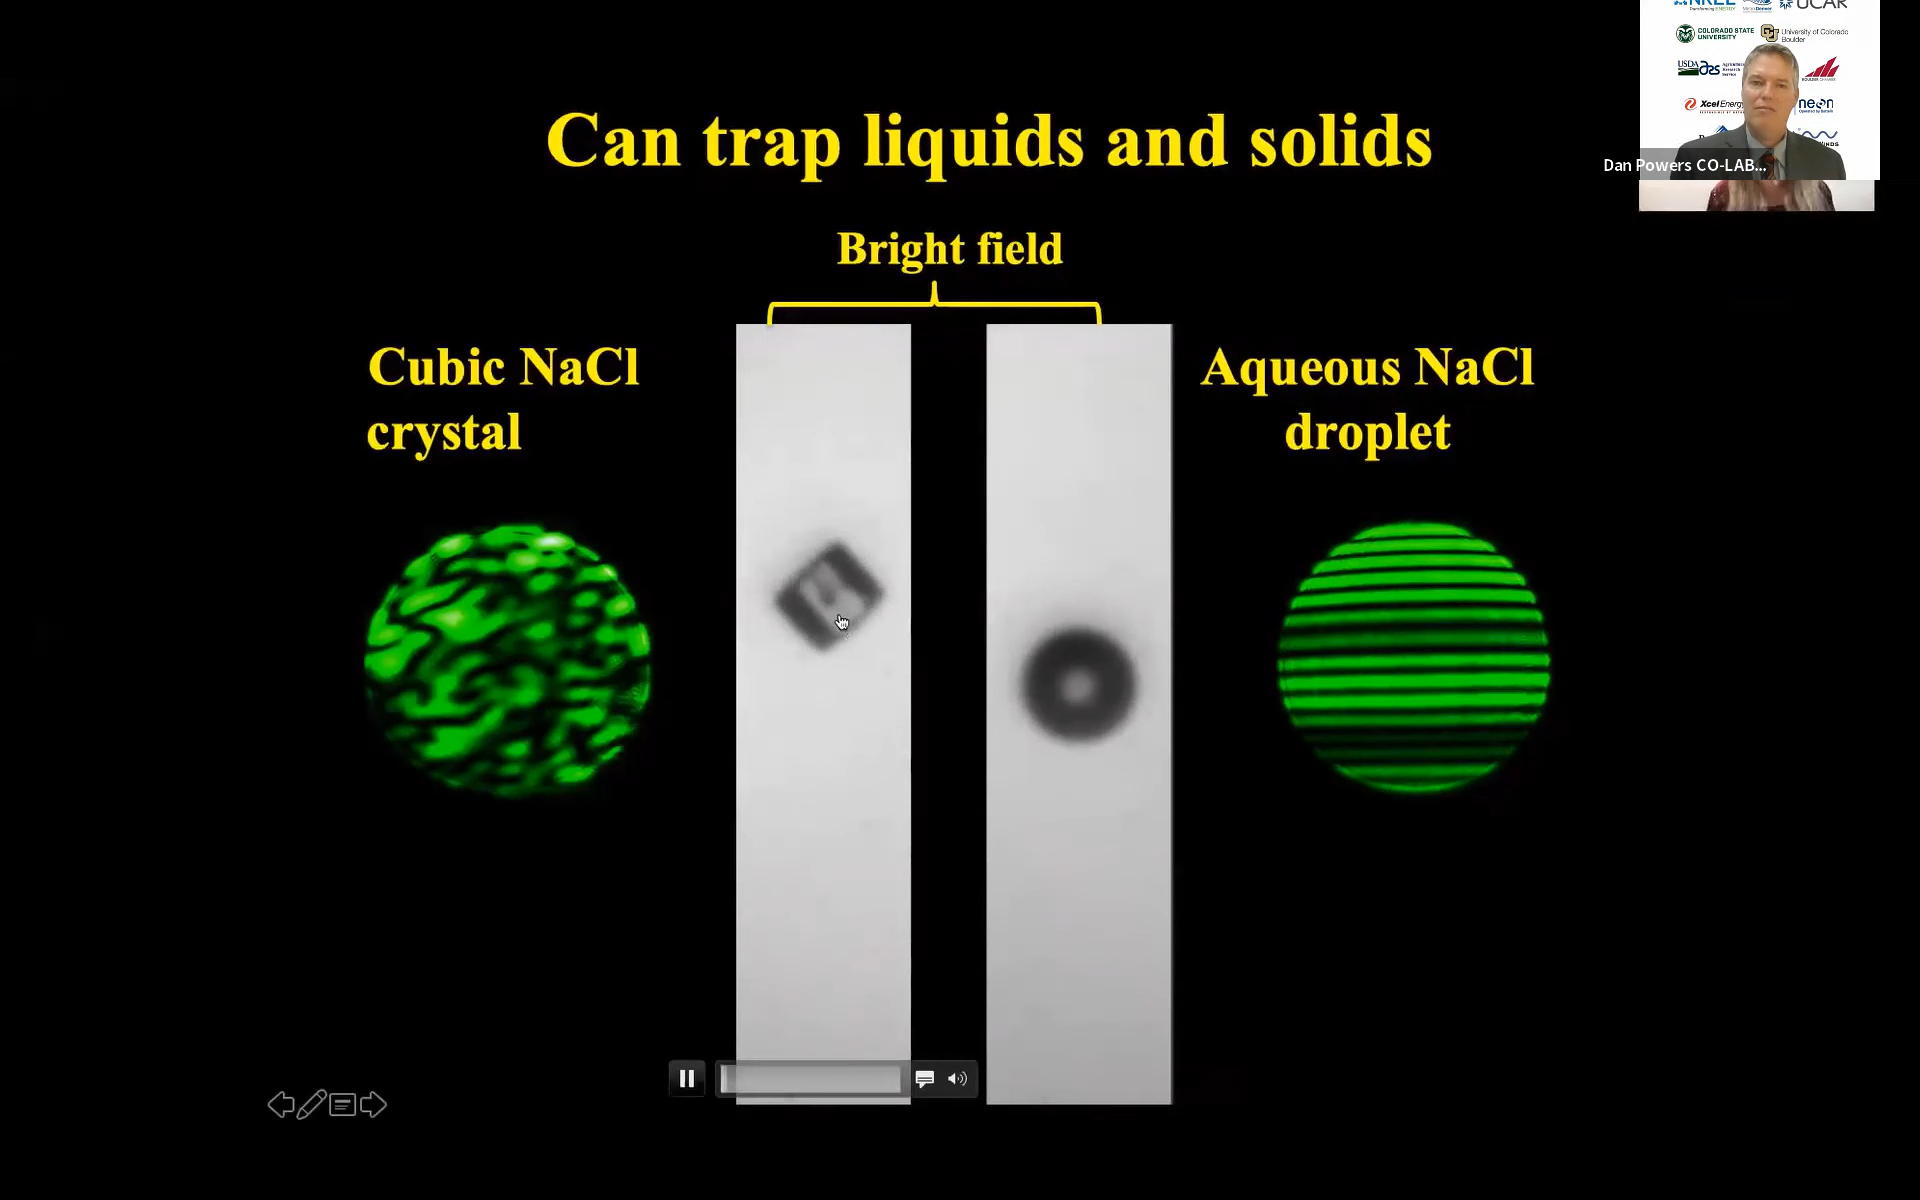 Can trap liquids and solids
Bright field
Cubic NaCl
crystal
Aqueous NaCl
droplet
UCAR
COLORADO STATE
UNIVERSITY
University of Colorado
Boulder
USDA ars
Xcel Energy
neon
Dan Powers CO-LAB...